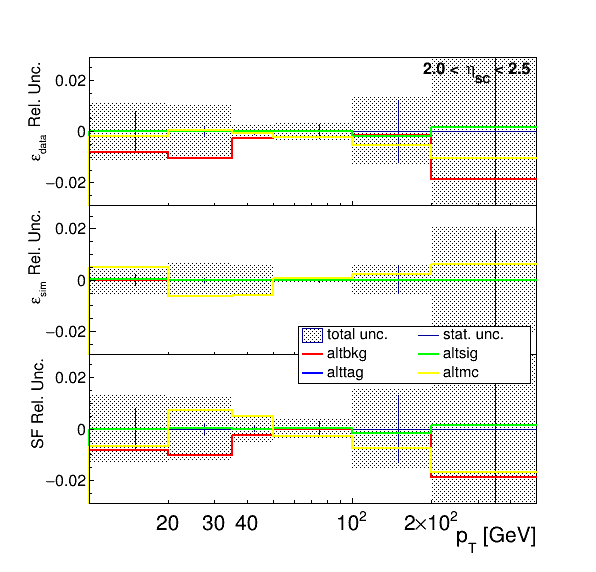 2.0 < η_SC < 2.5
ε_data Rel. Unc.
0.02
0
−0.02
ε_sim Rel. Unc.
0.02
0
−0.02
total unc. stat. unc.
altbkg altsig
alttag altmc
SF Rel. Unc.
0.02
0
−0.02
20 30 40 10² 2×10²
p_T [GeV]